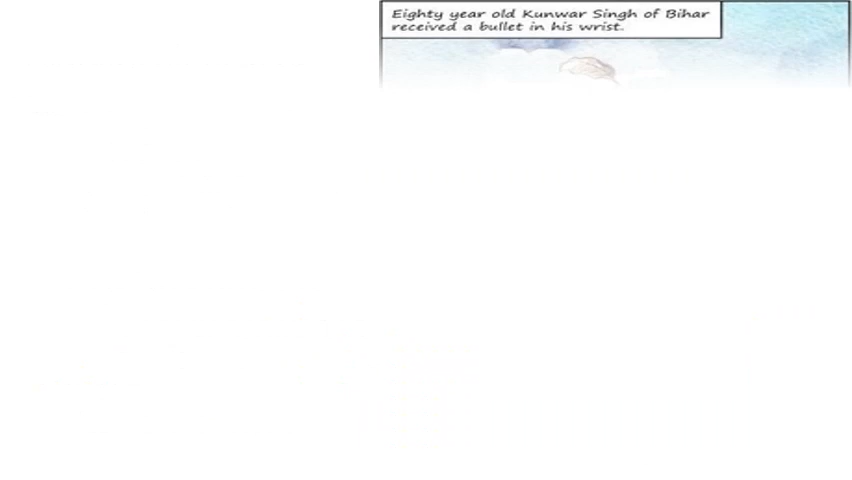 Eighty year old Kunwar Singh of Bihar
received a bullet in his wrist.